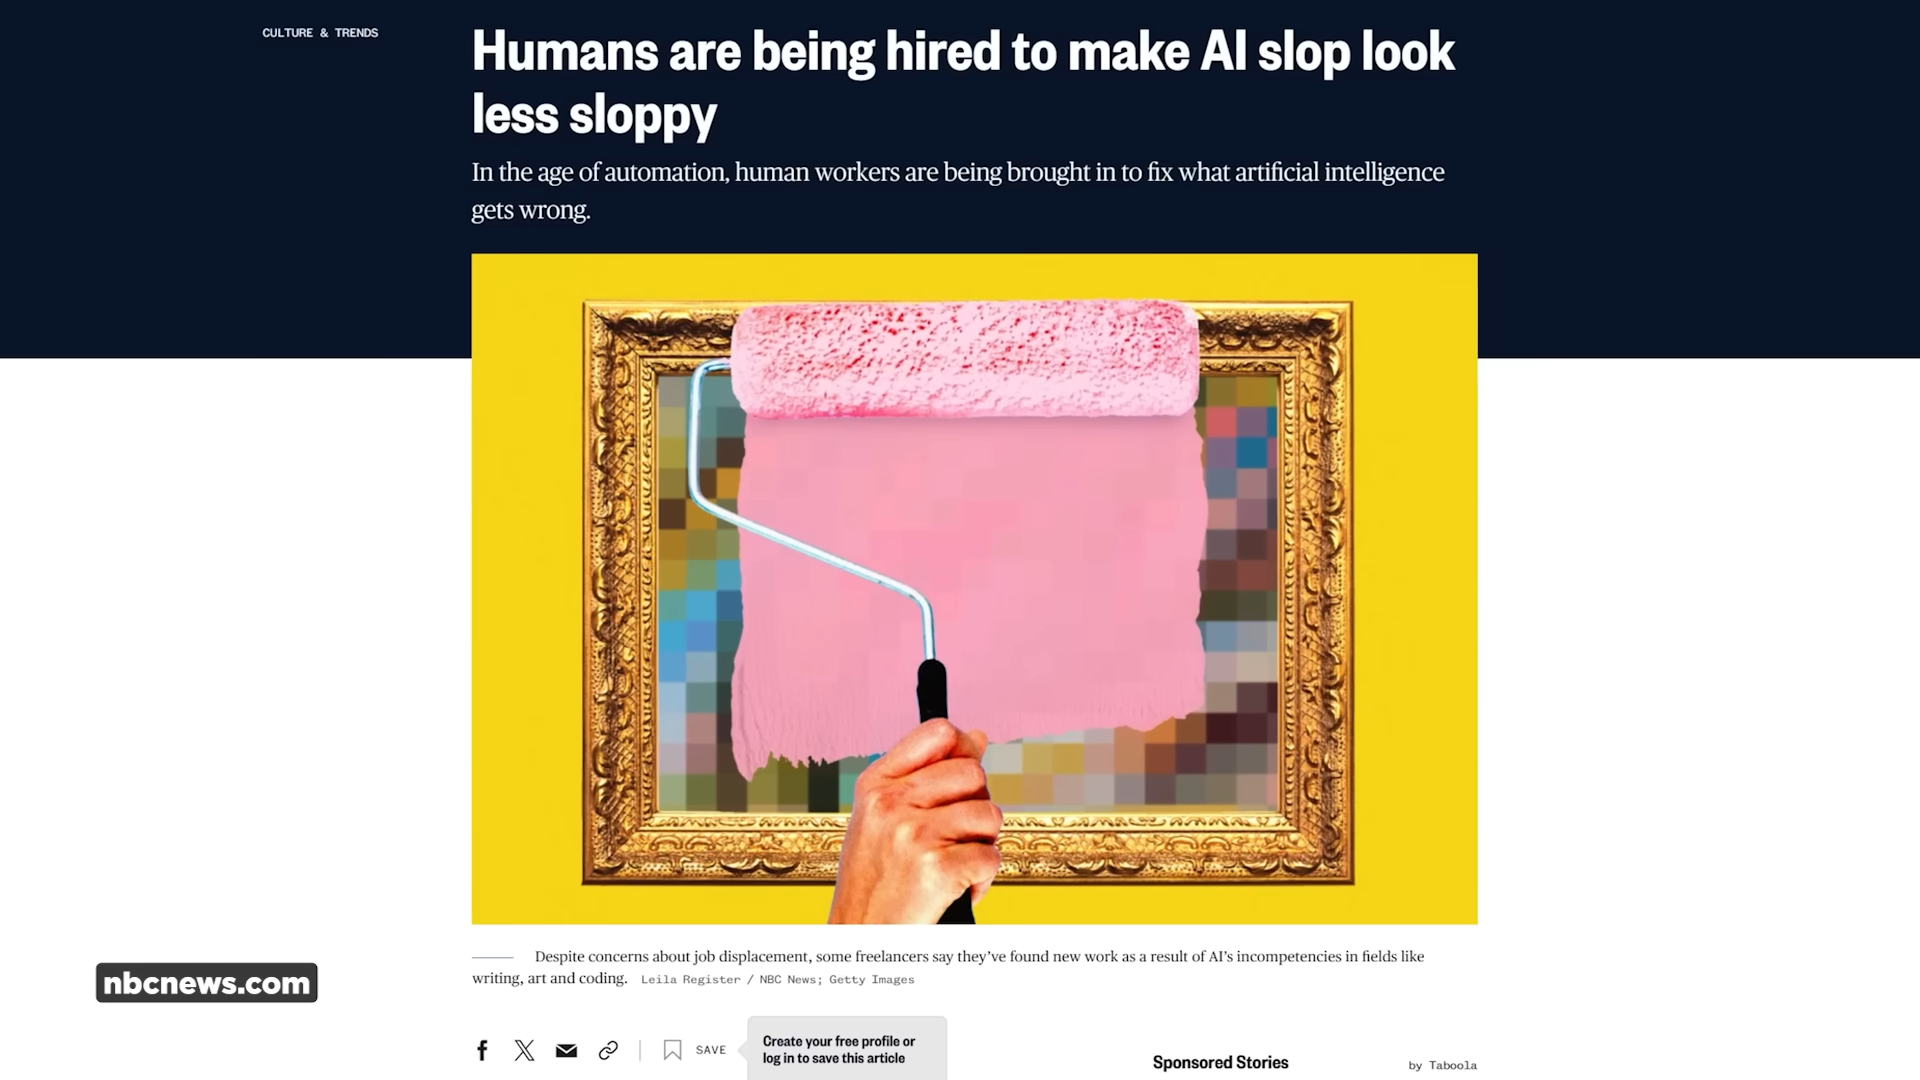 CULTURE & TRENDS
Humans are being hired to make AI slop look
less sloppy
In the age of automation, human workers are being brought in to fix what artificial intelligence
gets wrong.
Despite concerns about job displacement, some freelancers say they've found new work as a result of AI's incompetencies in fields like
writing, art and coding. Leila Register / NBC News; Getty Images
nbcnews.com
SAVE
Create your free profile or
log in to save this article
Sponsored Stories
by Taboola